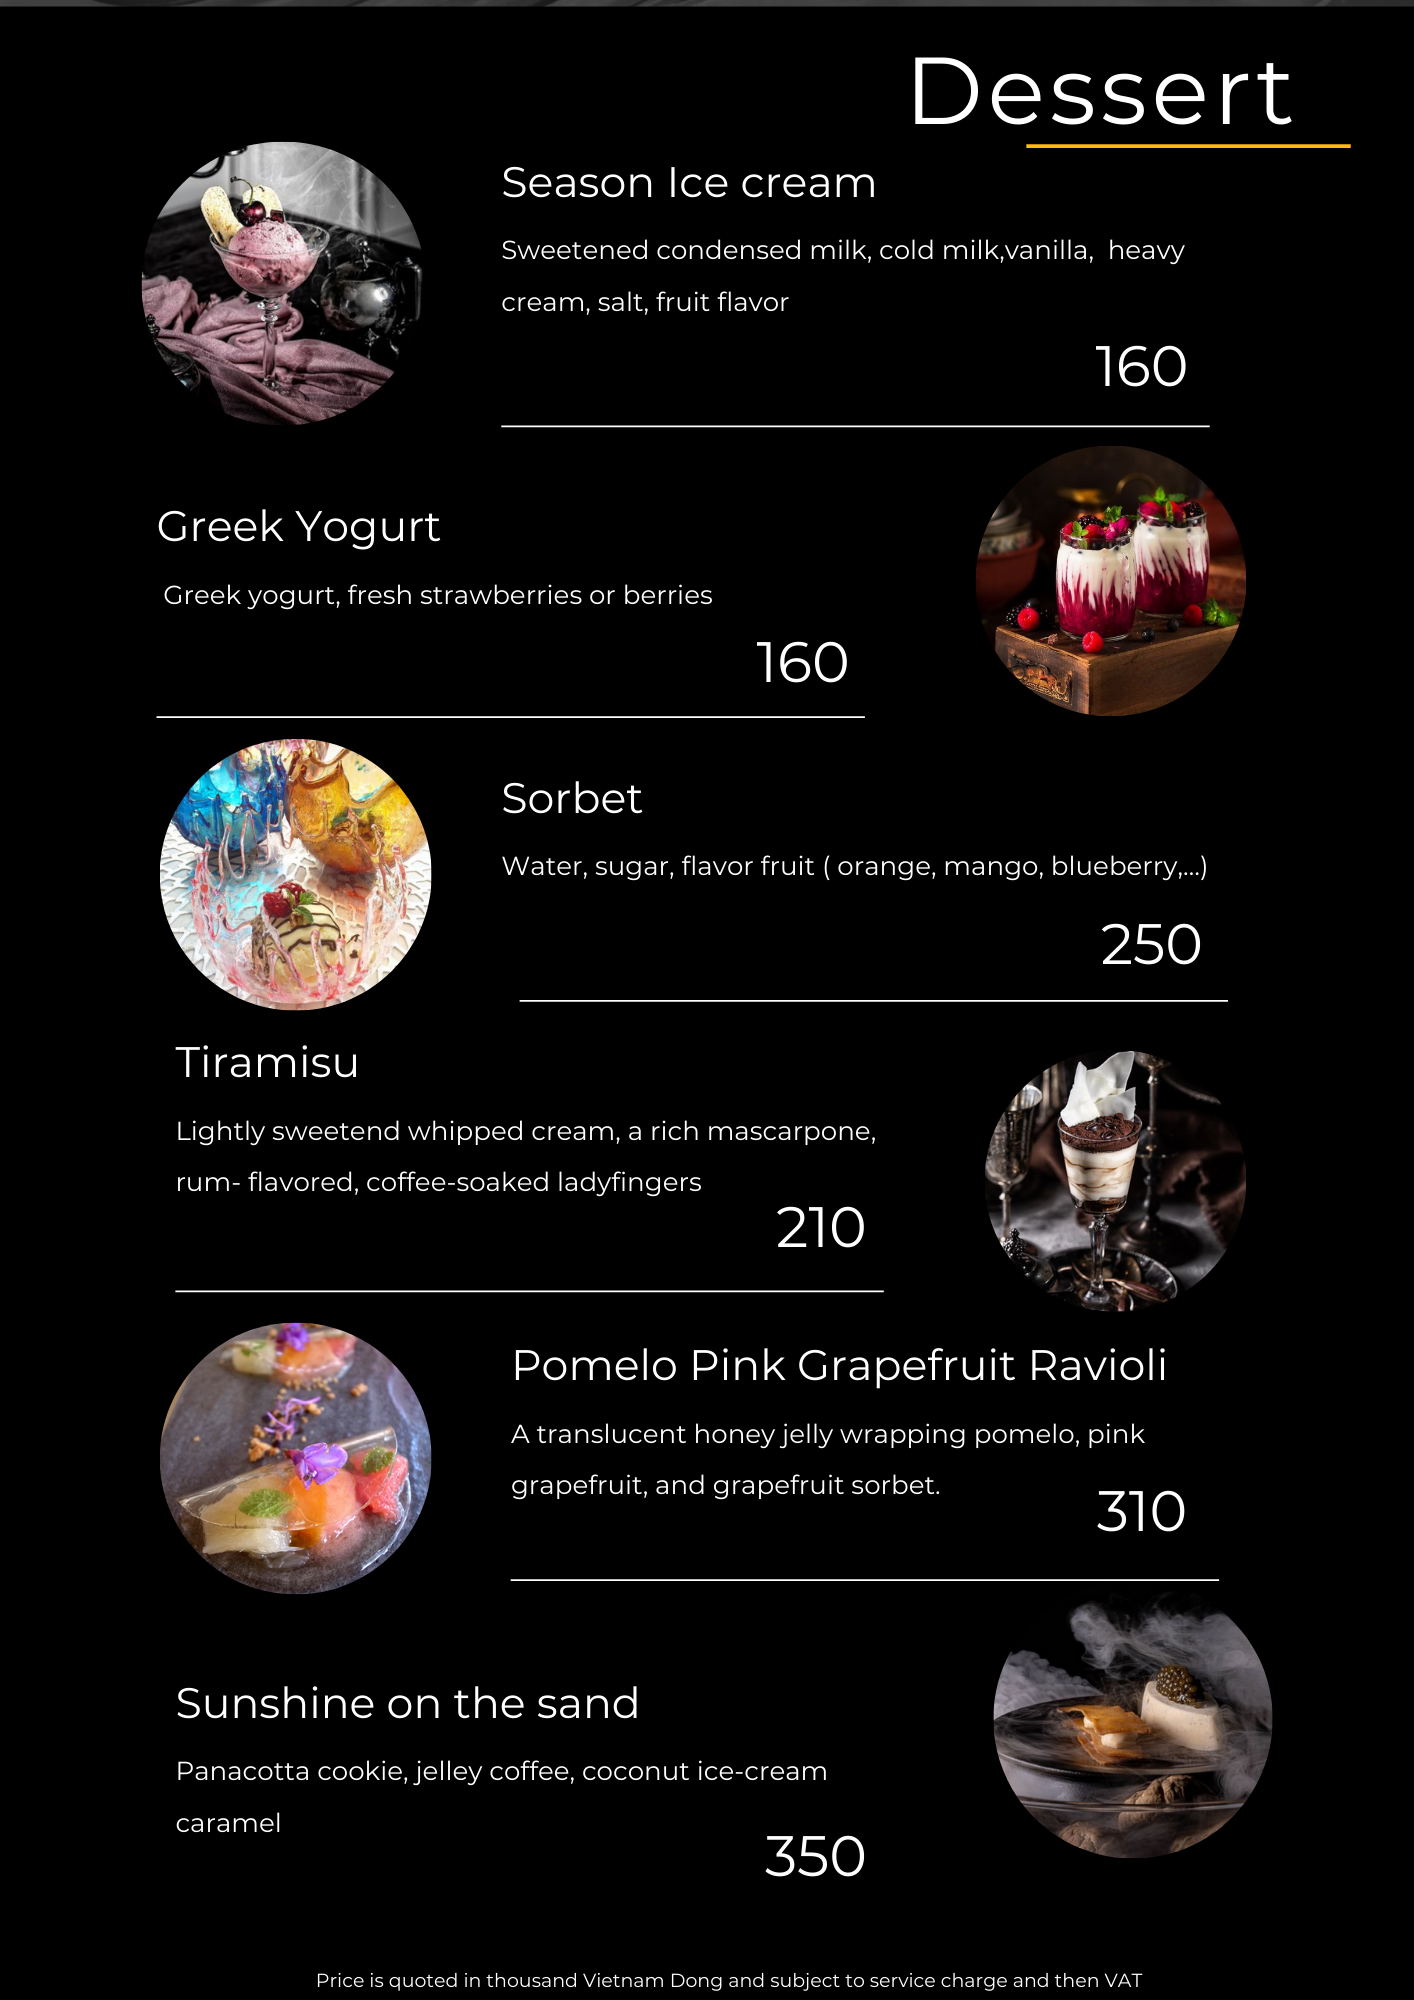 Dessert
Season Ice cream
Sweetened condensed milk, cold milk,vanilla,  heavy
cream, salt, fruit flavor
160
Greek Yogurt
Greek yogurt, fresh strawberries or berries
160
Sorbet
Water, sugar, flavor fruit ( orange, mango, blueberry,...)
250
Tiramisu
Lightly sweetend whipped cream, a rich mascarpone,
rum- flavored, coffee-soaked ladyfingers
210
Pomelo Pink Grapefruit Ravioli
A translucent honey jelly wrapping pomelo, pink
grapefruit, and grapefruit sorbet.
310
Sunshine on the sand
Panacotta cookie, jelley coffee, coconut ice-cream
caramel
350
Price is quoted in thousand Vietnam Dong and subject to service charge and then VAT